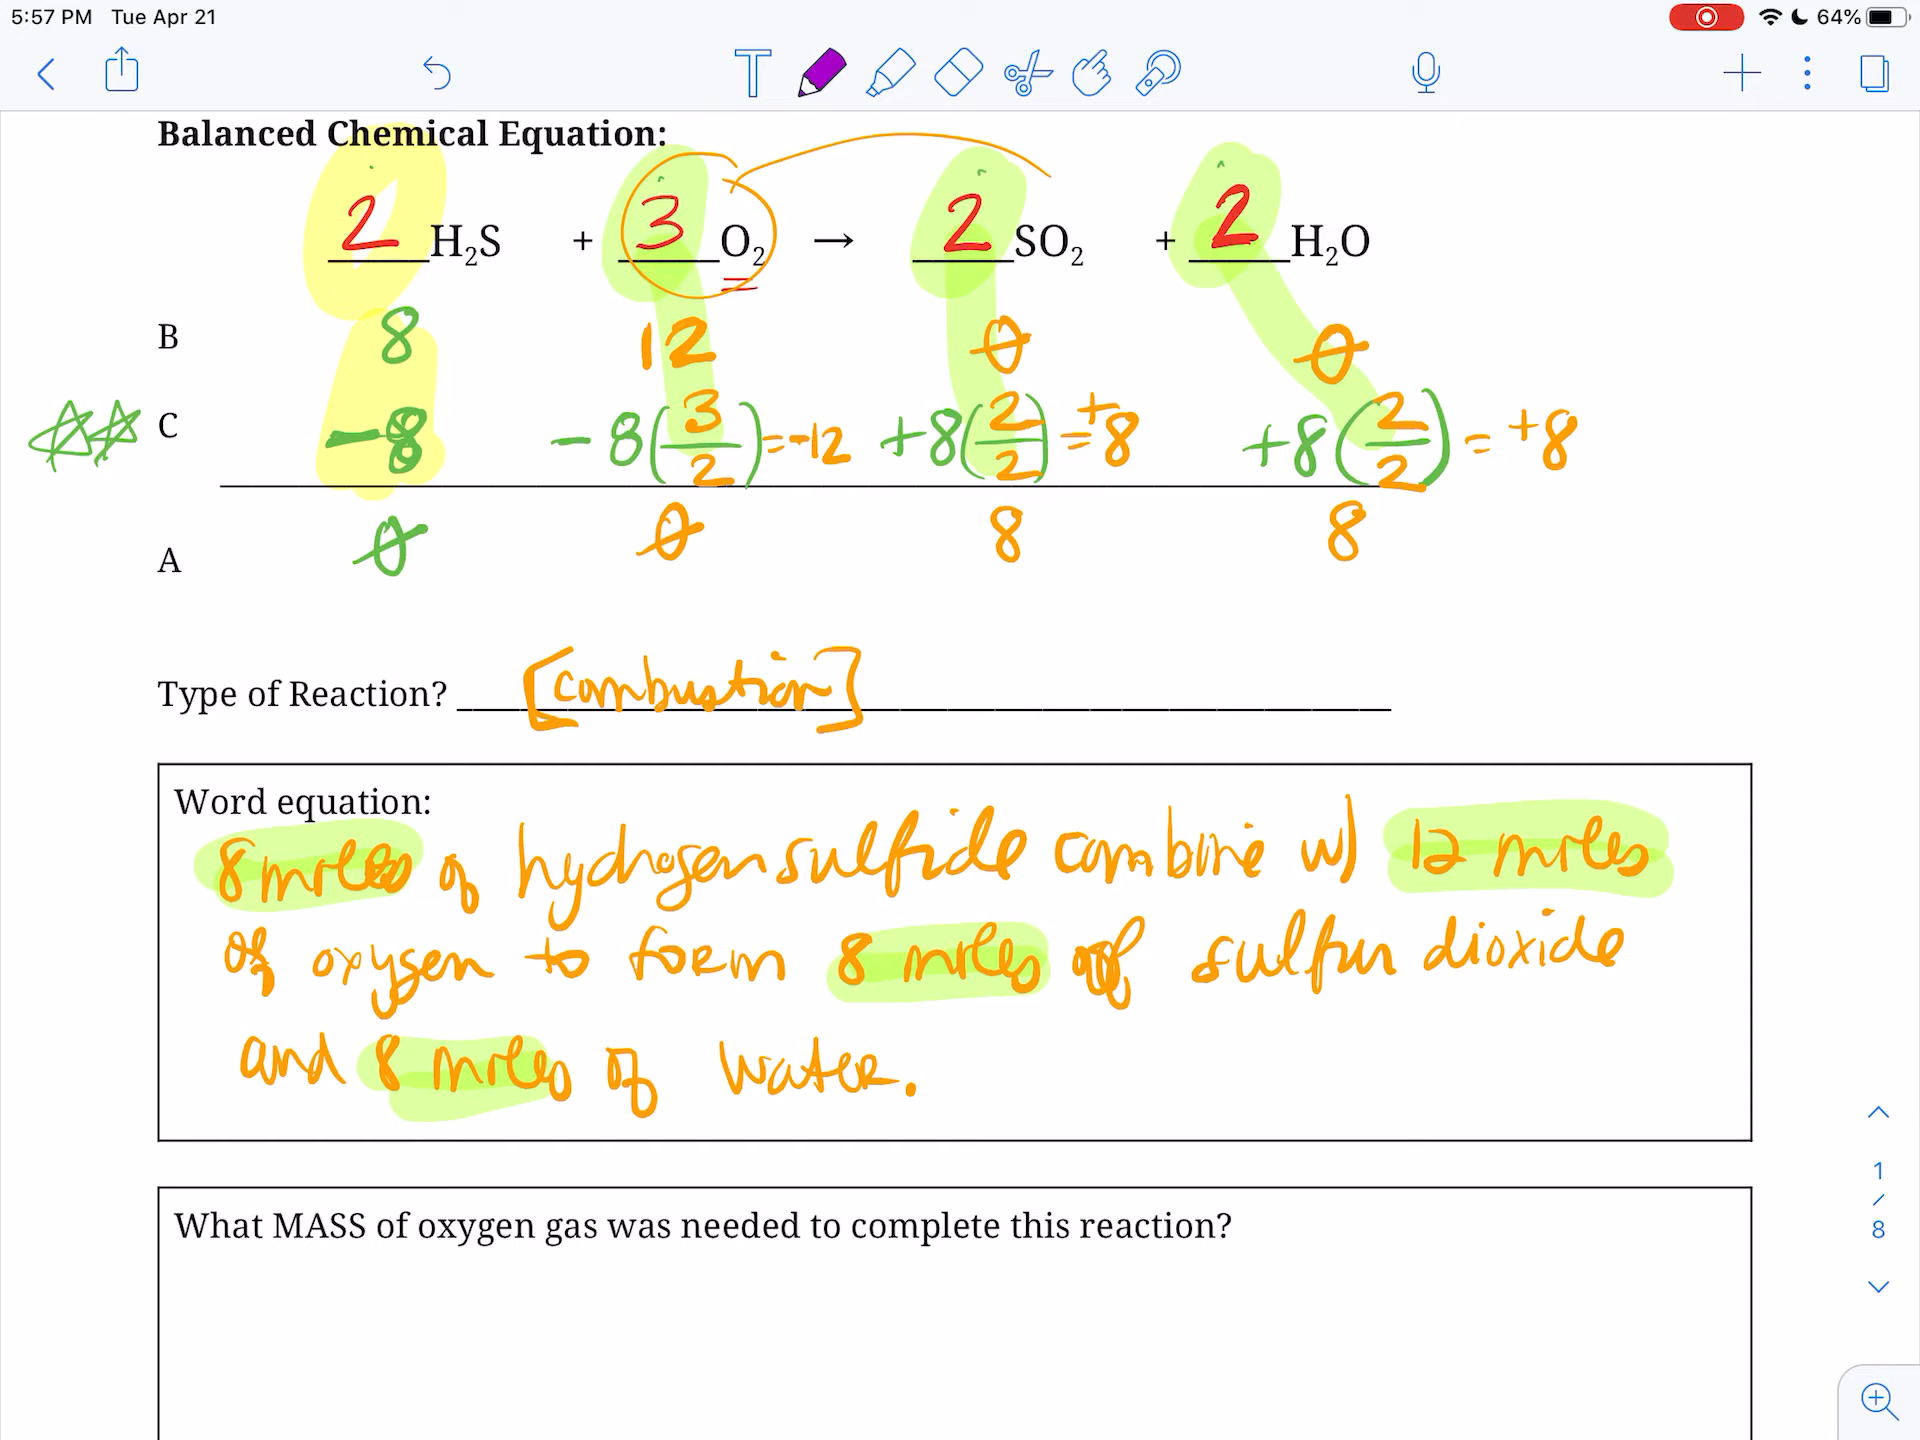 5:57 PM Tue Apr 21 64%
T
Balanced Chemical Equation:
2 H₂S + 3 O₂ → 2 SO₂ + 2 H₂O
B 8 12 0 0
C -8 -8(3/2)=-12 +8(2/2)=+8 +8(2/2)=+8
A 0 0 8 8
Type of Reaction? [combustion]
Word equation:
8 moles of hydrogen sulfide combine w/ 12 moles
of oxygen to form 8 moles of sulfur dioxide
and 8 moles of water.
1
/
8
What MASS of oxygen gas was needed to complete this reaction?